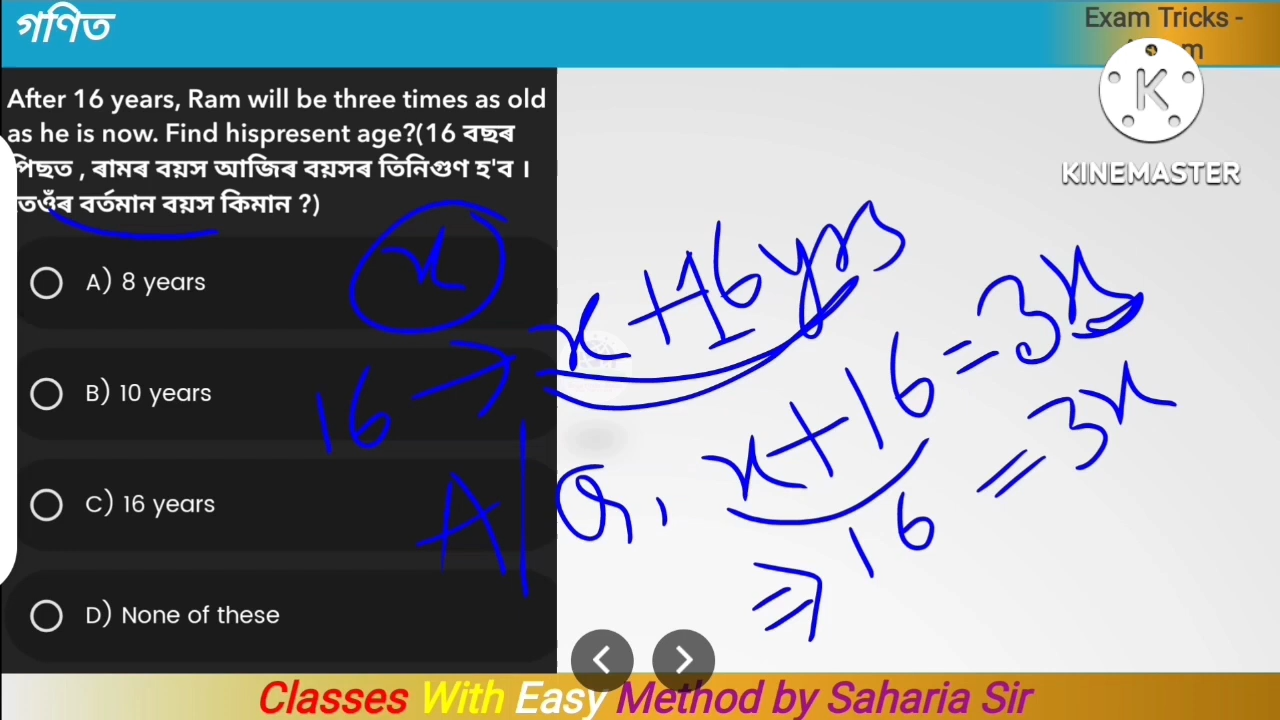 গণিত
Exam Tricks -
KINEMASTER
After 16 years, Ram will be three times as old
as he is now. Find hispresent age?(16 বছৰ
পিছত , ৰামৰ বয়স আজিৰ বয়সৰ তিনিগুণ হ'ব ।
তেওঁৰ বৰ্তমান বয়স কিমান ?)
A) 8 years
B) 10 years
C) 16 years
D) None of these
x
16 → x+16 yrs
A/Q, x+16 = 3x
⇒ 16 = 3x
Classes With Easy Method by Saharia Sir